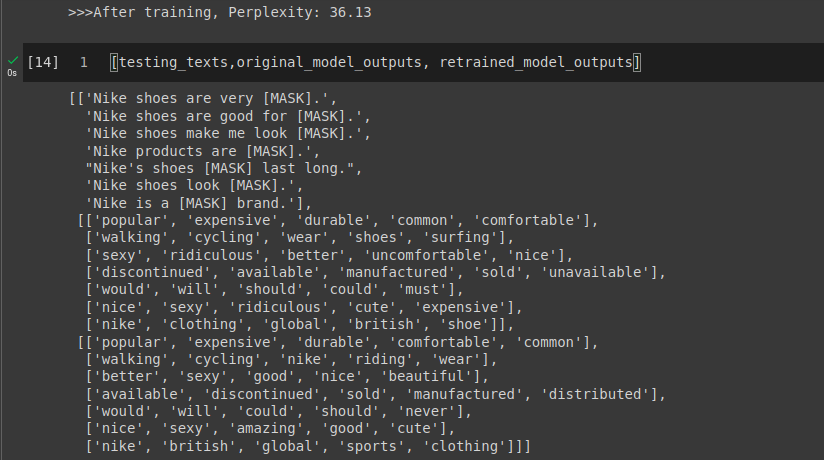 >>>After training, Perplexity: 36.13
[14] 1 [testing_texts,original_model_outputs, retrained_model_outputs]
0s
[['Nike shoes are very [MASK].',
'Nike shoes are good for [MASK].',
'Nike shoes make me look [MASK].',
'Nike products are [MASK].',
"Nike's shoes [MASK] last long.",
'Nike shoes look [MASK].',
'Nike is a [MASK] brand.'],
[['popular', 'expensive', 'durable', 'common', 'comfortable'],
['walking', 'cycling', 'wear', 'shoes', 'surfing'],
['sexy', 'ridiculous', 'better', 'uncomfortable', 'nice'],
['discontinued', 'available', 'manufactured', 'sold', 'unavailable'],
['would', 'will', 'should', 'could', 'must'],
['nice', 'sexy', 'ridiculous', 'cute', 'expensive'],
['nike', 'clothing', 'global', 'british', 'shoe']],
[['popular', 'expensive', 'durable', 'comfortable', 'common'],
['walking', 'cycling', 'nike', 'riding', 'wear'],
['better', 'sexy', 'good', 'nice', 'beautiful'],
['available', 'discontinued', 'sold', 'manufactured', 'distributed'],
['would', 'will', 'could', 'should', 'never'],
['nice', 'sexy', 'amazing', 'good', 'cute'],
['nike', 'british', 'global', 'sports', 'clothing']]]